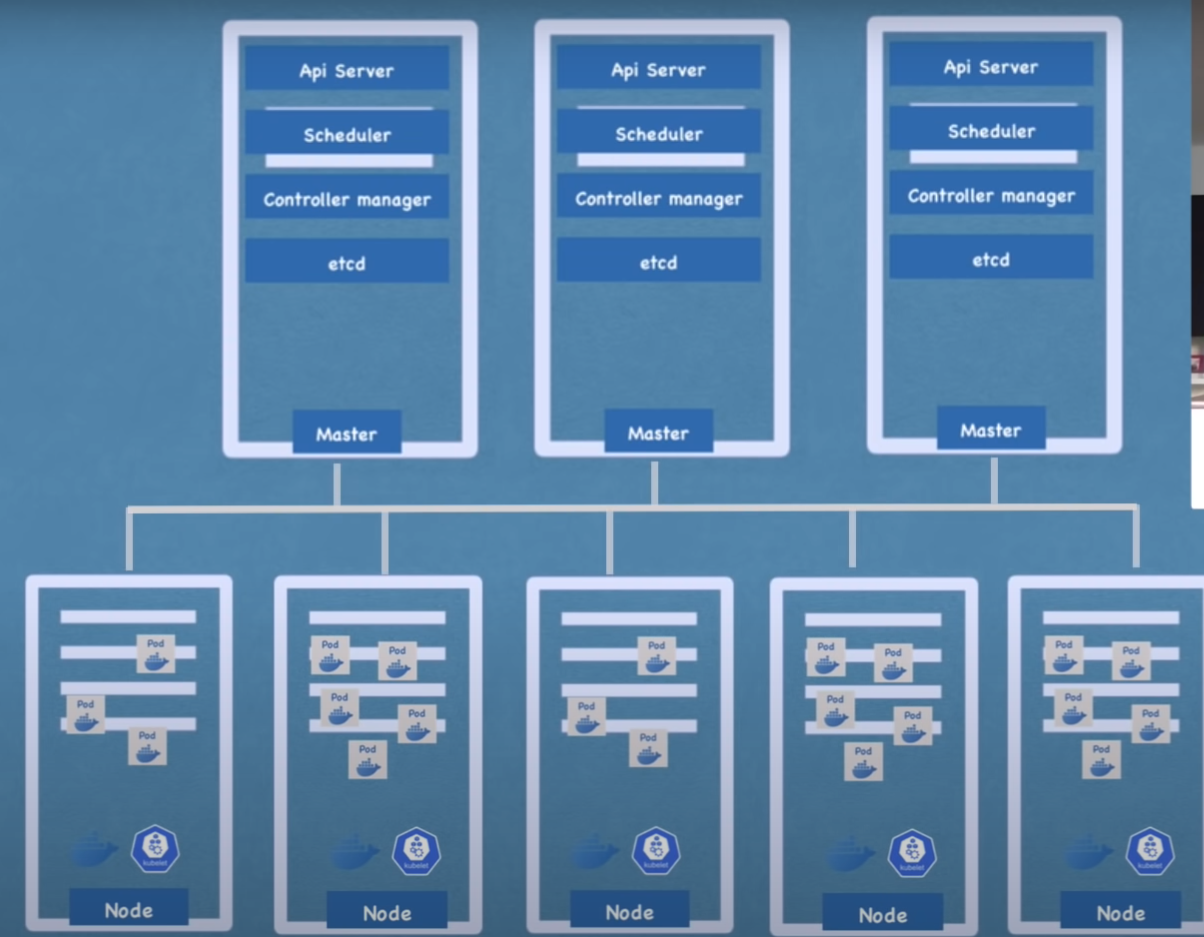 Api Server
Scheduler
Controller manager
etcd
Master
Api Server
Scheduler
Controller manager
etcd
Master
Api Server
Scheduler
Controller manager
etcd
Master
Pod
Pod
Pod
kubelet
Node
Pod
Pod
Pod
Pod
Pod
kubelet
Node
Pod
Pod
Pod
kubelet
Node
Pod
Pod
Pod
Pod
Pod
kubelet
Node
Pod
Pod
Pod
Pod
Pod
kubelet
Node